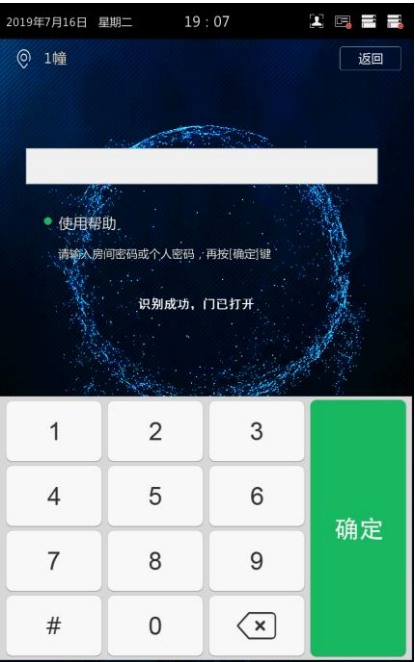 2019年7月16日 星期二 19：07
1幢 返回
使用帮助
请输入房间密码或个人密码，再按[确定]键
识别成功，门已打开
1 2 3
4 5 6
确定
7 8 9
# 0